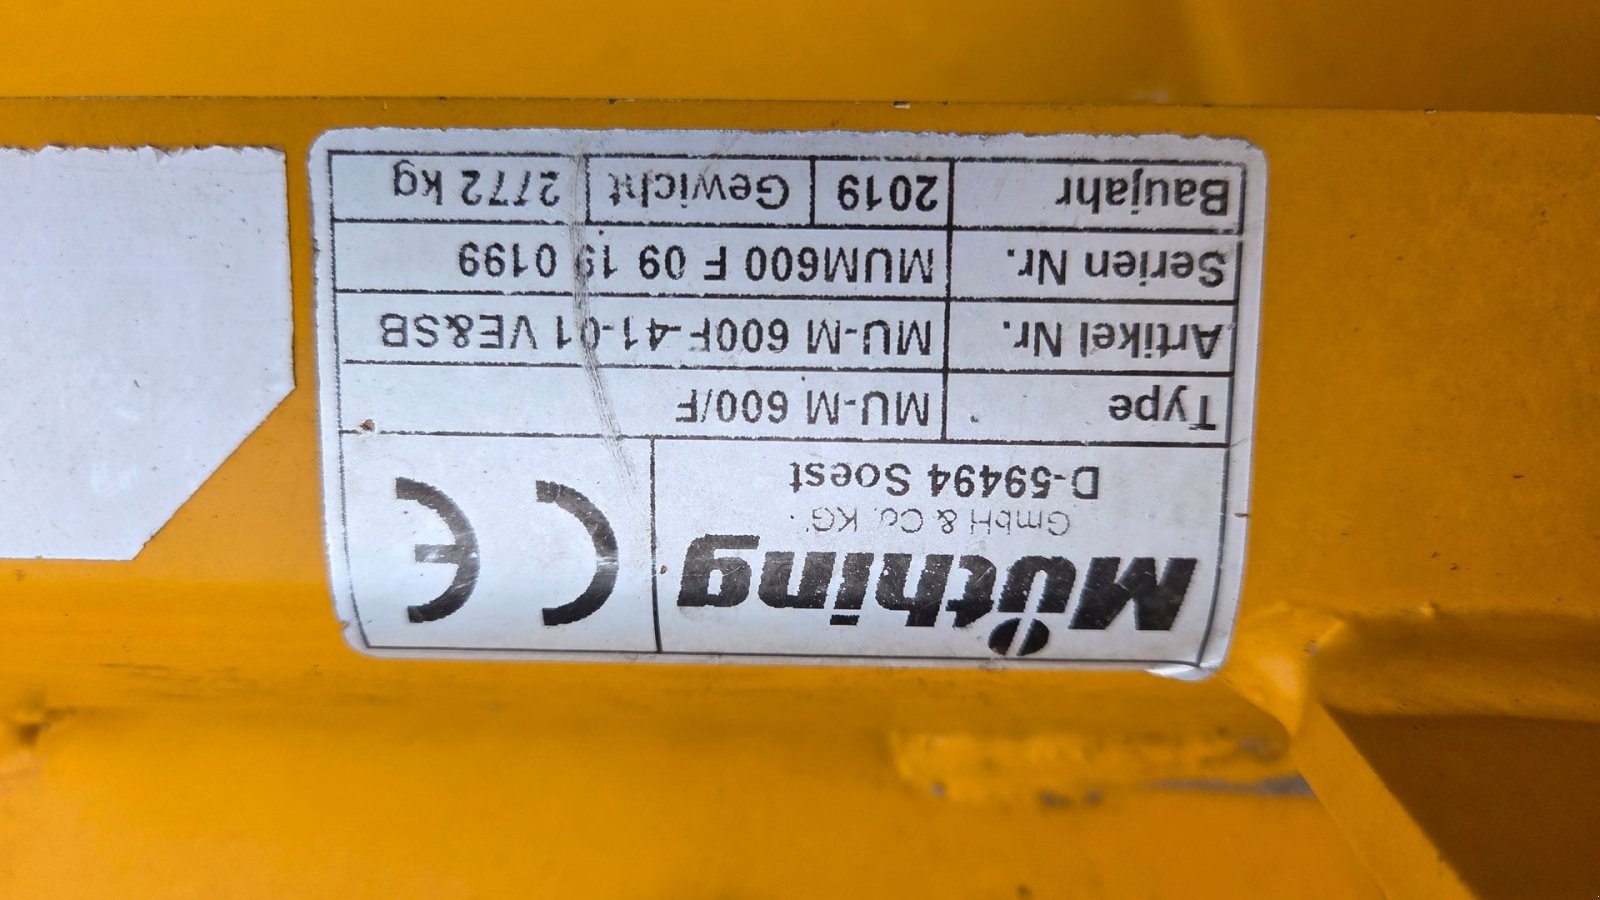 Müthing
GmbH & Co. KG
D-59494 Soest
CE
Type MU-M 600/F
Artikel Nr. MU-M 600F-41-01 VE&SB
Serien Nr. MUM600 F 09 19 0199
Baujahr 2019 Gewicht 2772 kg